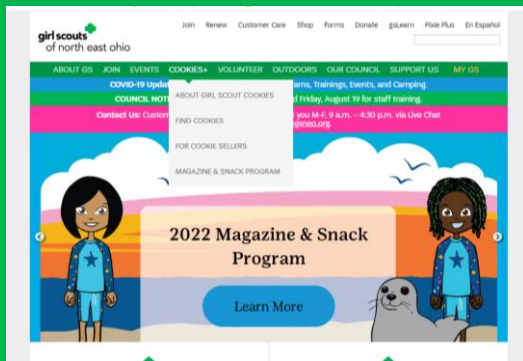 Join Renew Customer Care Shop Forms Donate gsLearn Pixie Plus En Español
girl scouts
of north east ohio
ABOUT GS JOIN EVENTS COOKIES+ VOLUNTEER OUTDOORS OUR COUNCIL SUPPORT US MY GS
COVID-19 Upda ams, Trainings, Events, and Camping.
COUNCIL NOT d Friday, August 19 for staff training.
Contact Us: Custom t you M-F, 9 a.m. – 4:30 p.m. via Live Chat
gsneo.org.
ABOUT GIRL SCOUT COOKIES
FIND COOKIES
FOR COOKIE SELLERS
MAGAZINE & SNACK PROGRAM
2022 Magazine & Snack
Program
Learn More